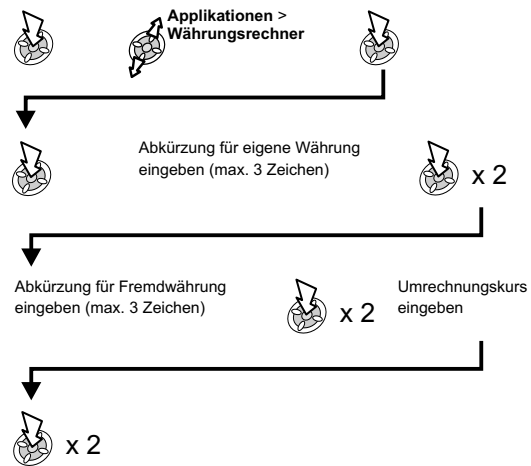 Applikationen >
Währungsrechner
Abkürzung für eigene Währung
eingeben (max. 3 Zeichen)
x 2
Abkürzung für Fremdwährung
eingeben (max. 3 Zeichen)
x 2
Umrechnungskurs
eingeben
x 2